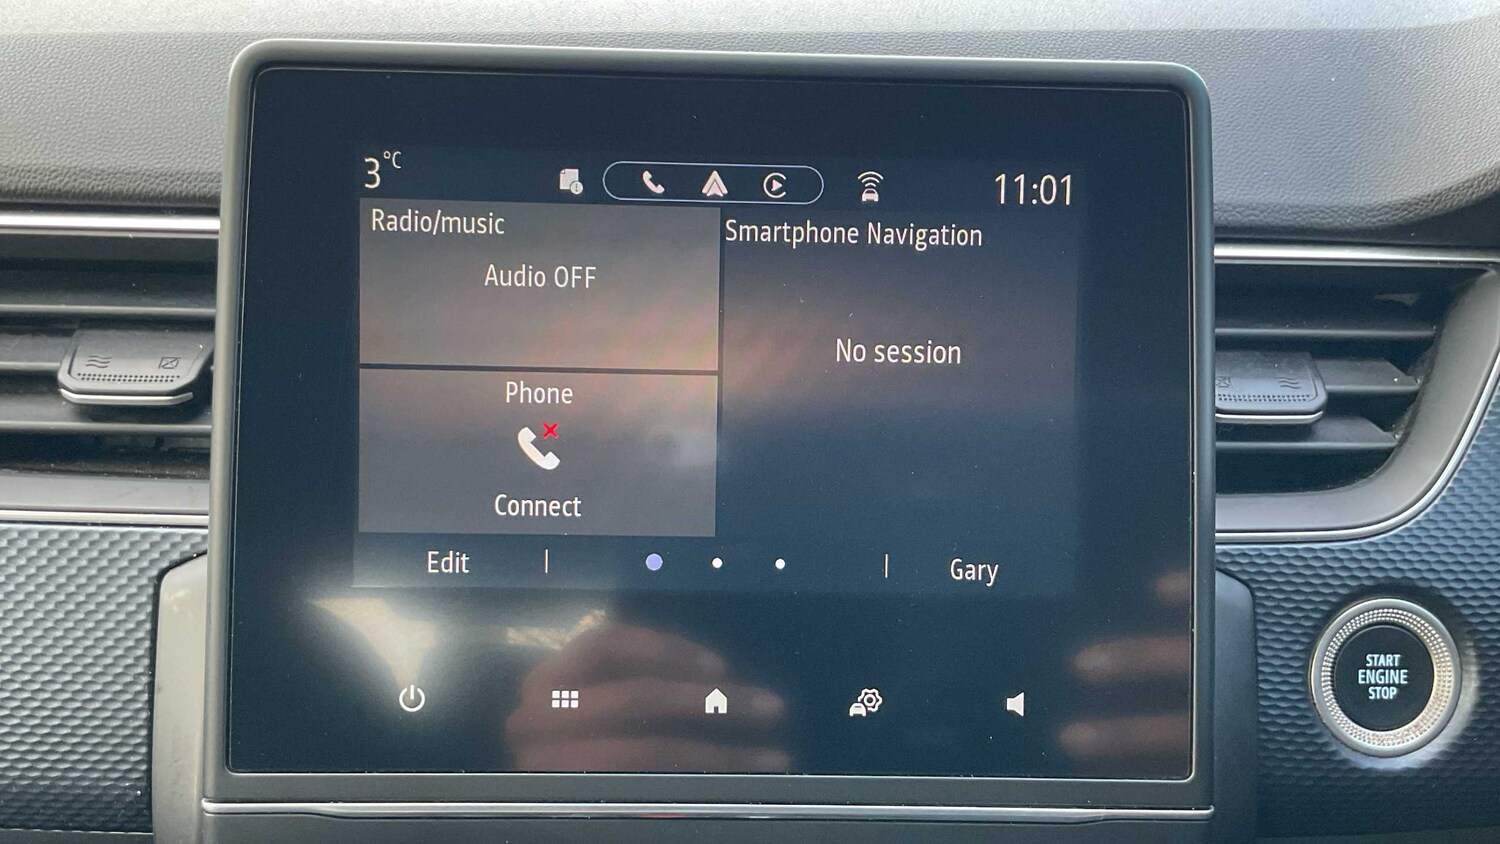 3°C
11:01
Radio/music
Audio OFF
Smartphone Navigation
No session
Phone
Connect
Edit
Gary
START
ENGINE
STOP